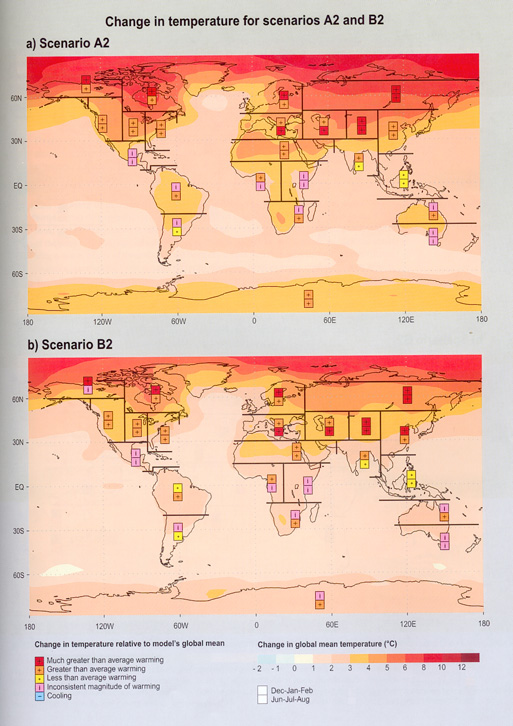 Change in temperature for scenarios A2 and B2
a) Scenario A2
60N
30N
EQ
30S
60S
180 120W 60W 0 60E 120E 180
b) Scenario B2
60N
30N
EQ
30S
60S
180 120W 60W 0 60E 120E 180
Change in temperature relative to model's global mean
Much greater than average warming
Greater than average warming
Less than average warming
i Inconsistent magnitude of warming
Cooling
Change in global mean temperature (°C)
-2 -1 0 1 2 3 4 6 8 10 12
Dec-Jan-Feb
Jun-Jul-Aug